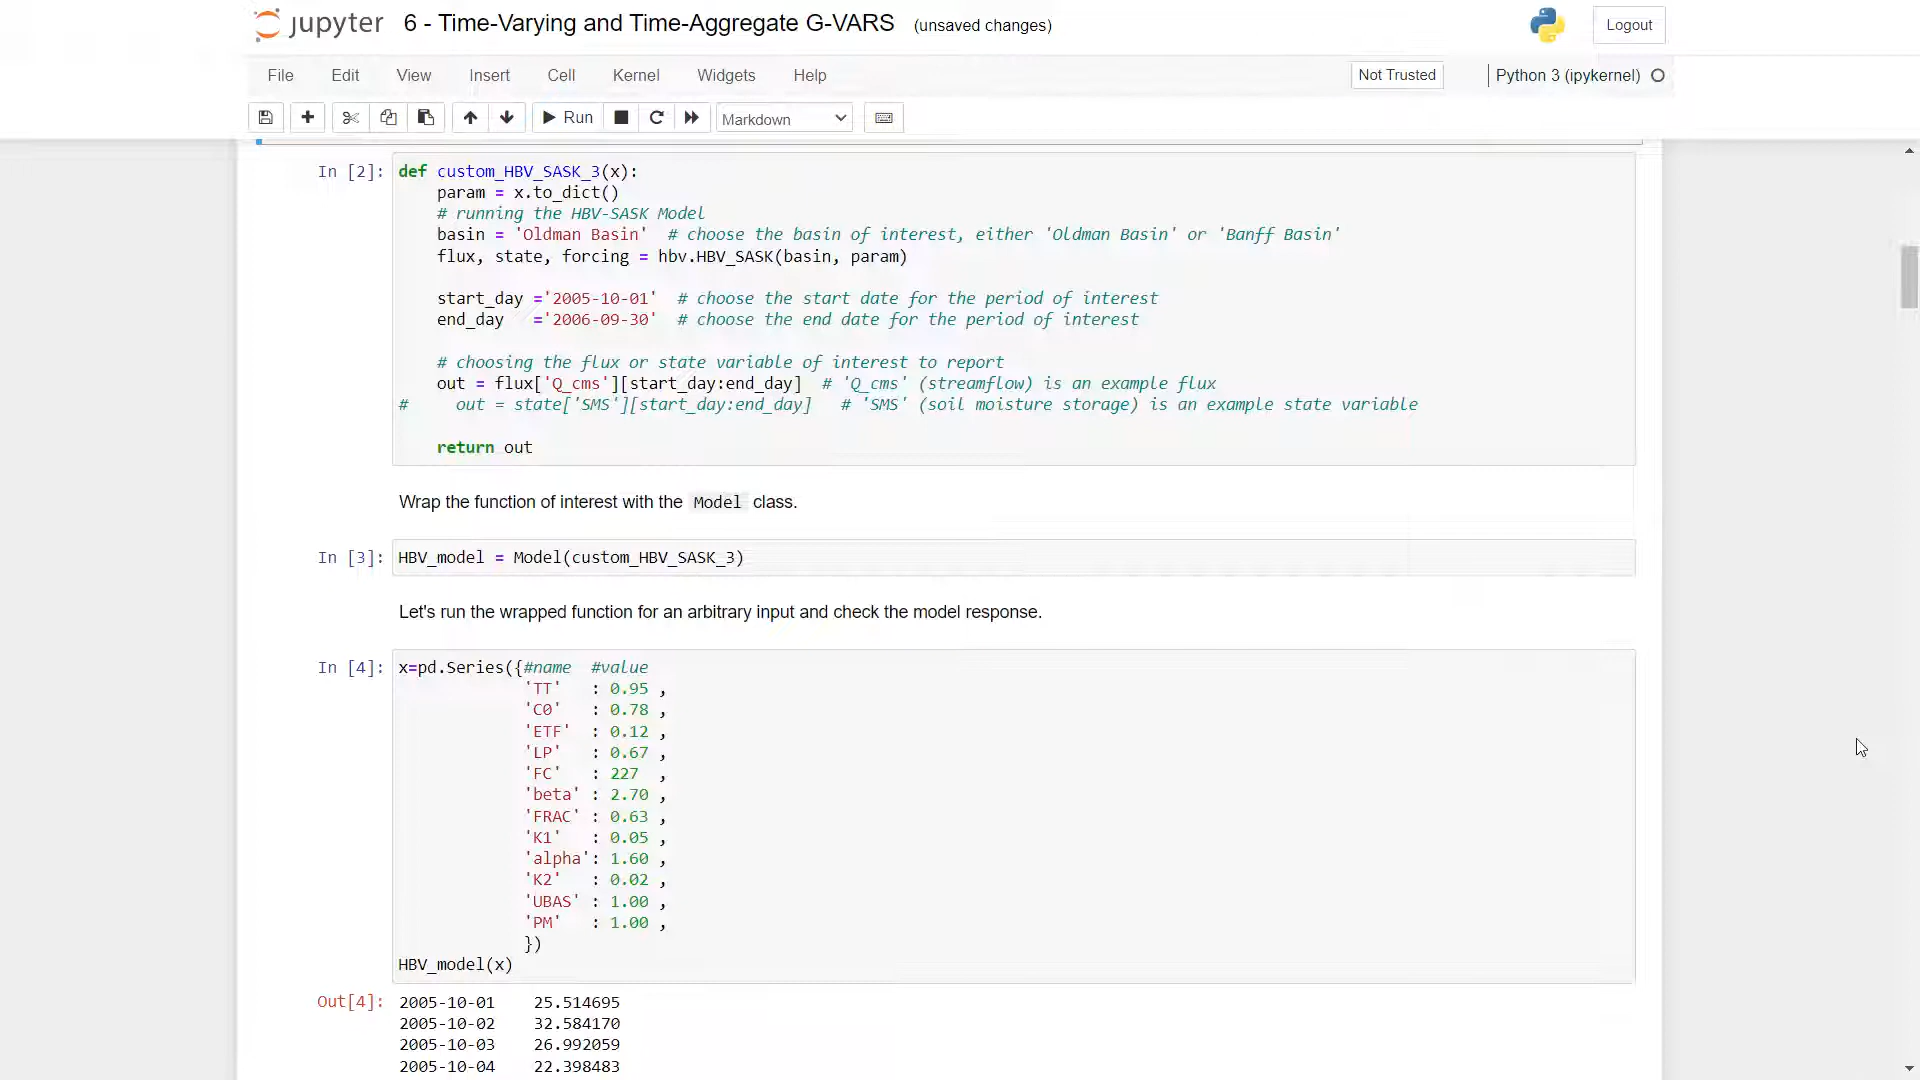 jupyter 6 - Time-Varying and Time-Aggregate G-VARS (unsaved changes) Logout
File Edit View Insert Cell Kernel Widgets Help Not Trusted Python 3 (ipykernel)
Run Markdown
In [2]: def custom_HBV_SASK_3(x):
param = x.to_dict()
# running the HBV-SASK Model
basin = 'Oldman Basin' # choose the basin of interest, either 'Oldman Basin' or 'Banff Basin'
flux, state, forcing = hbv.HBV_SASK(basin, param)
start_day ='2005-10-01' # choose the start date for the period of interest
end_day ='2006-09-30' # choose the end date for the period of interest
# choosing the flux or state variable of interest to report
out = flux['Q_cms'][start_day:end_day] # 'Q_cms' (streamflow) is an example flux
# out = state['SMS'][start_day:end_day] # 'SMS' (soil moisture storage) is an example state variable
return out
Wrap the function of interest with the Model class.
In [3]: HBV_model = Model(custom_HBV_SASK_3)
Let's run the wrapped function for an arbitrary input and check the model response.
In [4]: x=pd.Series({#name #value
'TT' : 0.95 ,
'C0' : 0.78 ,
'ETF' : 0.12 ,
'LP' : 0.67 ,
'FC' : 227 ,
'beta' : 2.70 ,
'FRAC' : 0.63 ,
'K1' : 0.05 ,
'alpha': 1.60 ,
'K2' : 0.02 ,
'UBAS' : 1.00 ,
'PM' : 1.00 ,
})
HBV_model(x)
Out[4]: 2005-10-01 25.514695
2005-10-02 32.584170
2005-10-03 26.992059
2005-10-04 22.398483